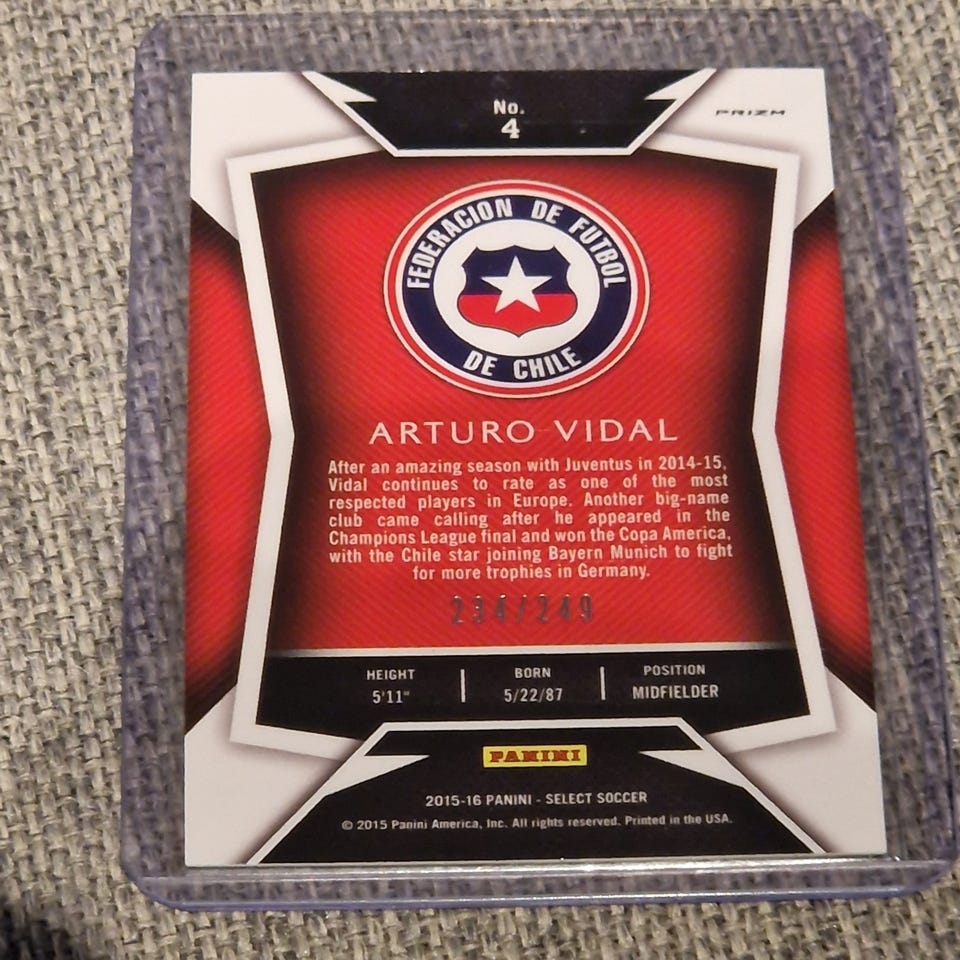 No.
4
PRIZM
FEDERACION DE FUTBOL
DE CHILE
ARTURO VIDAL
After an amazing season with Juventus in 2014-15,
Vidal continues to rate as one of the most
respected players in Europe. Another big-name
club came calling after he appeared in the
Champions League final and won the Copa America,
with the Chile star joining Bayern Munich to fight
for more trophies in Germany.
234/249
HEIGHT
5'11"
BORN
5/22/87
POSITION
MIDFIELDER
PANINI
2015-16 PANINI - SELECT SOCCER
© 2015 Panini America, Inc. All rights reserved. Printed in the USA.